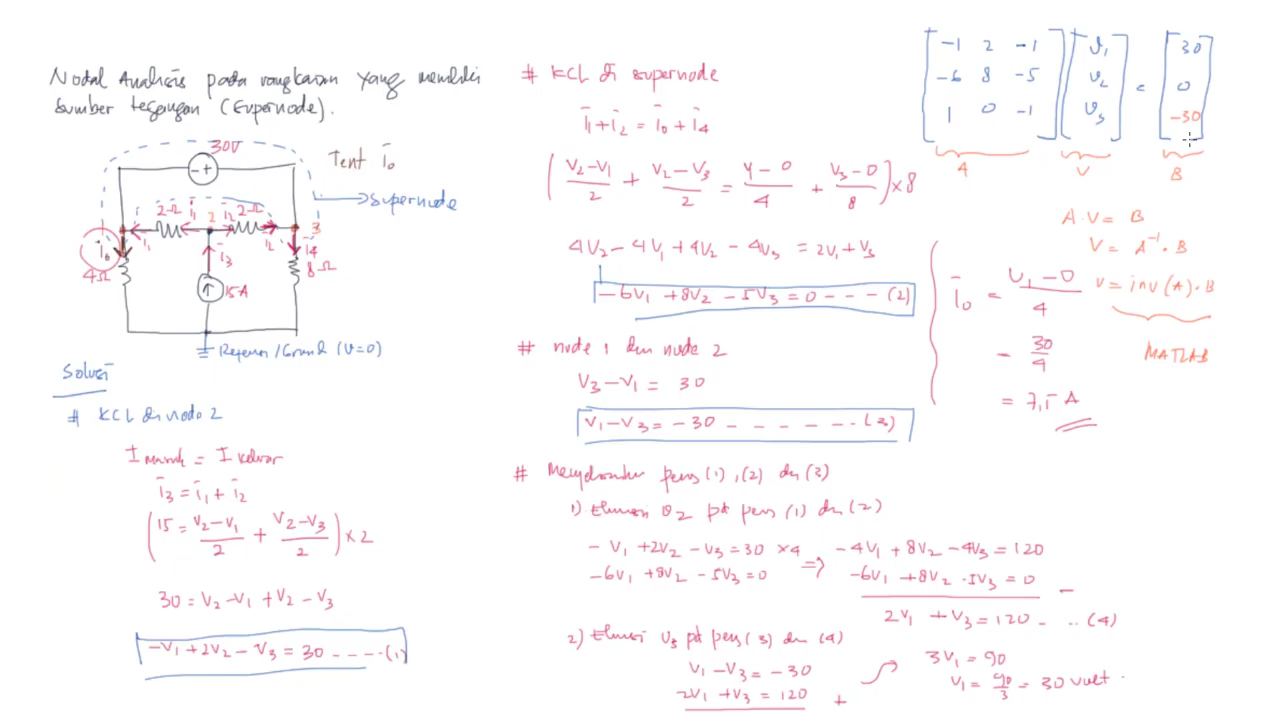 Nodal Analisis pada rangkaian yang memiliki
sumber tegangan (Supernode).
30V
- +
Tent i₀
→ supernode
2Ω i₁ 2 i₂ 2Ω
3
i₁ i₂
i₀ i₃ i₄
4Ω 15A 8Ω
Referensi/Ground (V=0)
Solusi
# KCL di node 2
I masuk = I keluar
i₃ = i₁ + i₂
(15 = V₂-V₁/2 + V₂-V₃/2) × 2
30 = V₂ - V₁ + V₂ - V₃
-V₁ + 2V₂ - V₃ = 30 -----(1)
# KCL di supernode
i₁ + i₂ = i₀ + i₄
(V₂-V₁/2 + V₂-V₃/2 = V₁-0/4 + V₃-0/8) × 8
4V₂ - 4V₁ + 4V₂ - 4V₃ = 2V₁ + V₃
-6V₁ + 8V₂ - 5V₃ = 0 --- (2)
# node 1 dan node 2
V₃ - V₁ = 30
V₁ - V₃ = -30 ------- (3)
# pers (1), (2) dan (3)
1) Eliminasi V₂ pd pers (1) dan (2)
-V₁ + 2V₂ - V₃ = 30 ×4 ⇒ -4V₁ + 8V₂ - 4V₃ = 120
-6V₁ + 8V₂ - 5V₃ = 0 -6V₁ + 8V₂ - 5V₃ = 0 -
2V₁ + V₃ = 120 - .. (4)
2) Eliminasi V₃ pd pers (3) dan (4)
V₁ - V₃ = -30
2V₁ + V₃ = 120 +
3V₁ = 90
V₁ = 90/3 = 30 volt.
[-1 2 -1] [V₁] [30]
[-6 8 -5] [V₂] = [0]
[1 0 -1] [V₃] [-30]
A V B
A V = B
V = A⁻¹ . B
V = inv(A) . B
MATLAB
i₀ = V₁-0/4
= 30/4
= 7,5 A